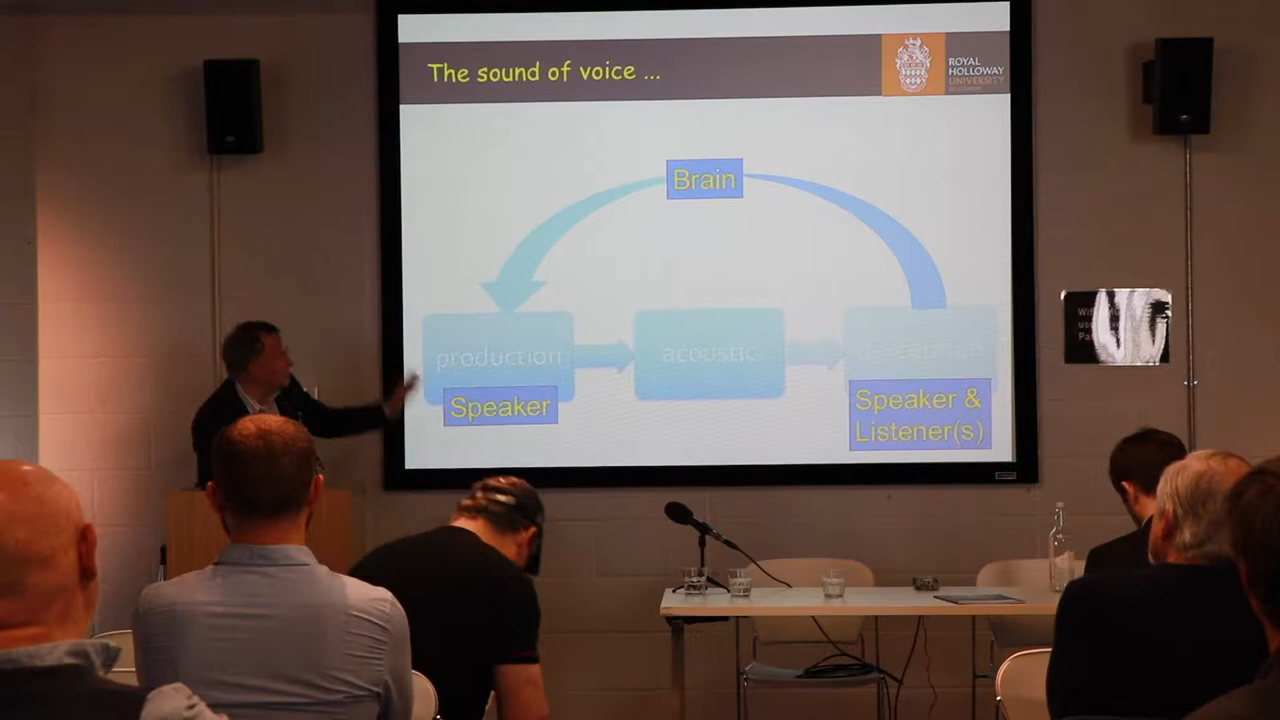 The sound of voice ...
ROYAL
HOLLOWAY
UNIVERSITY
Brain
production
acoustic
Speaker
Speaker &
Listener(s)